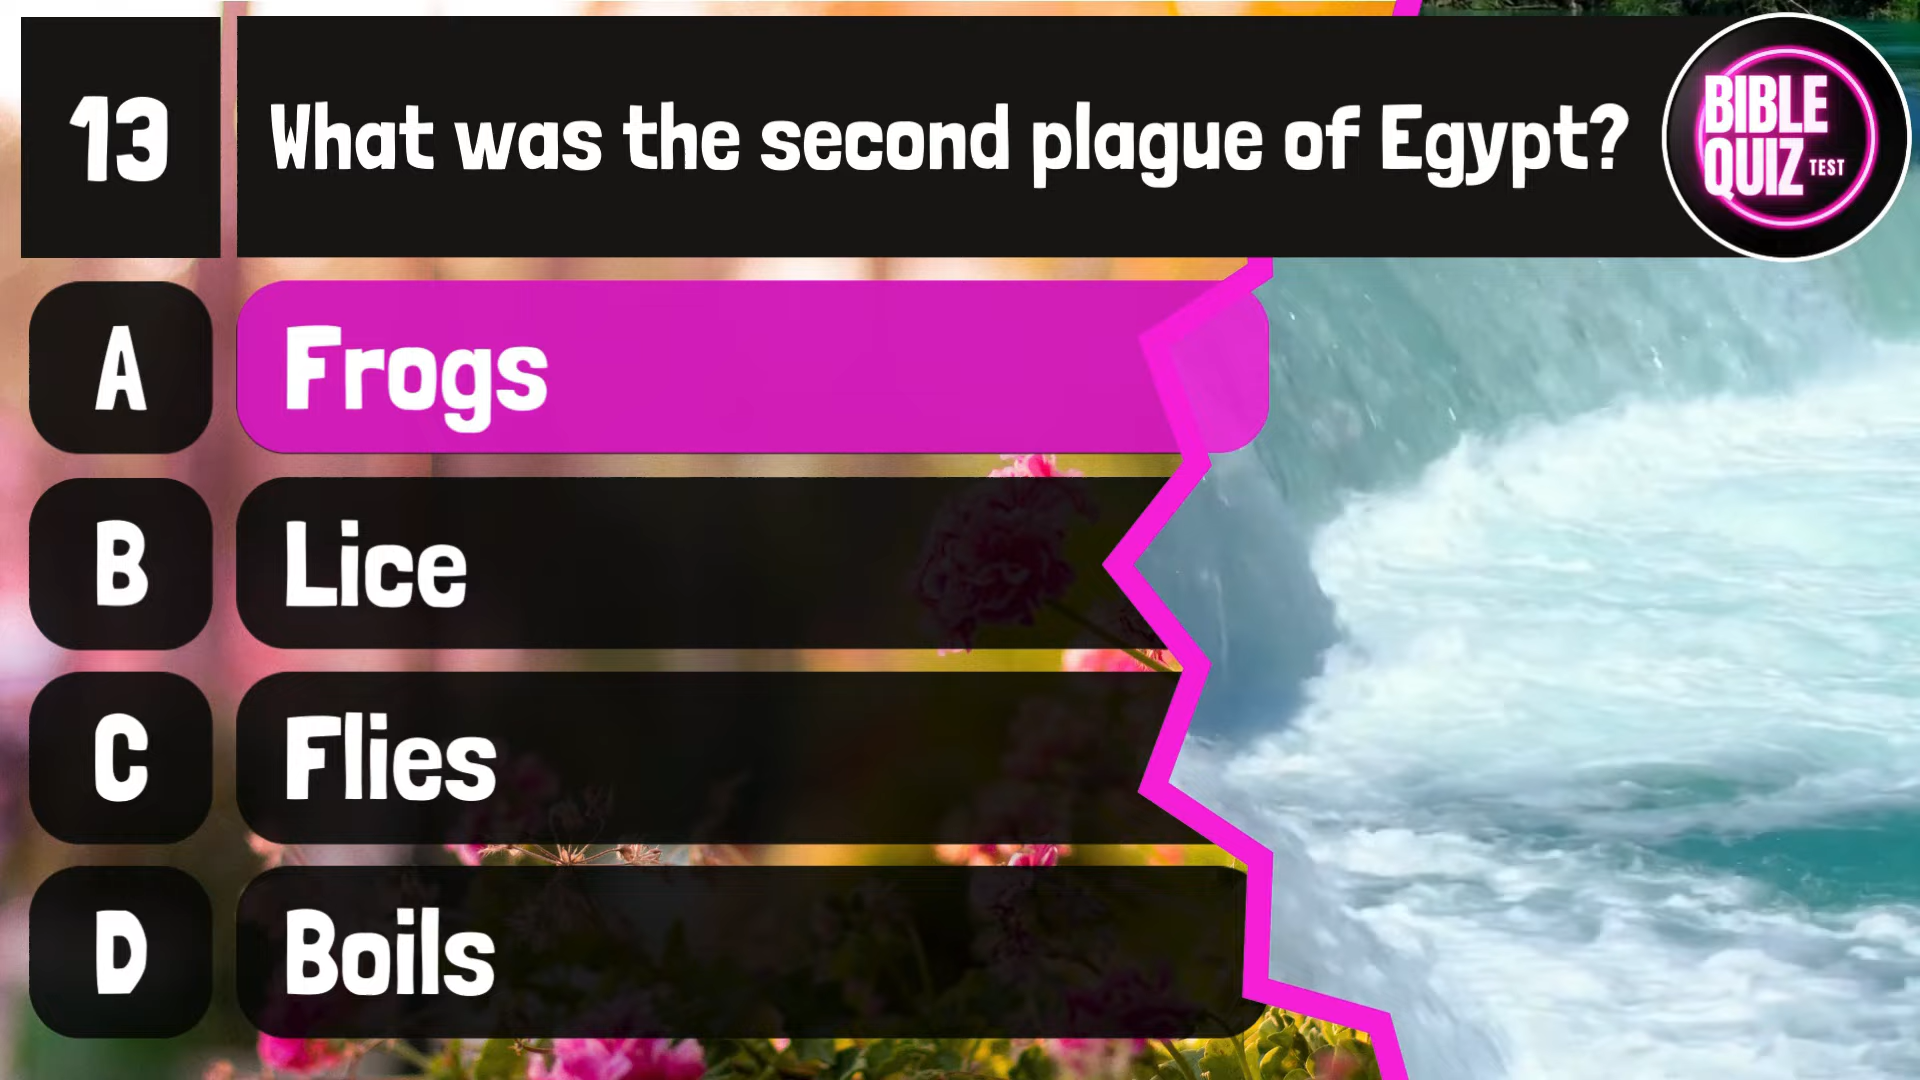 13
What was the second plague of Egypt?
BIBLE
QUIZ TEST
A
Frogs
B
Lice
C
Flies
D
Boils